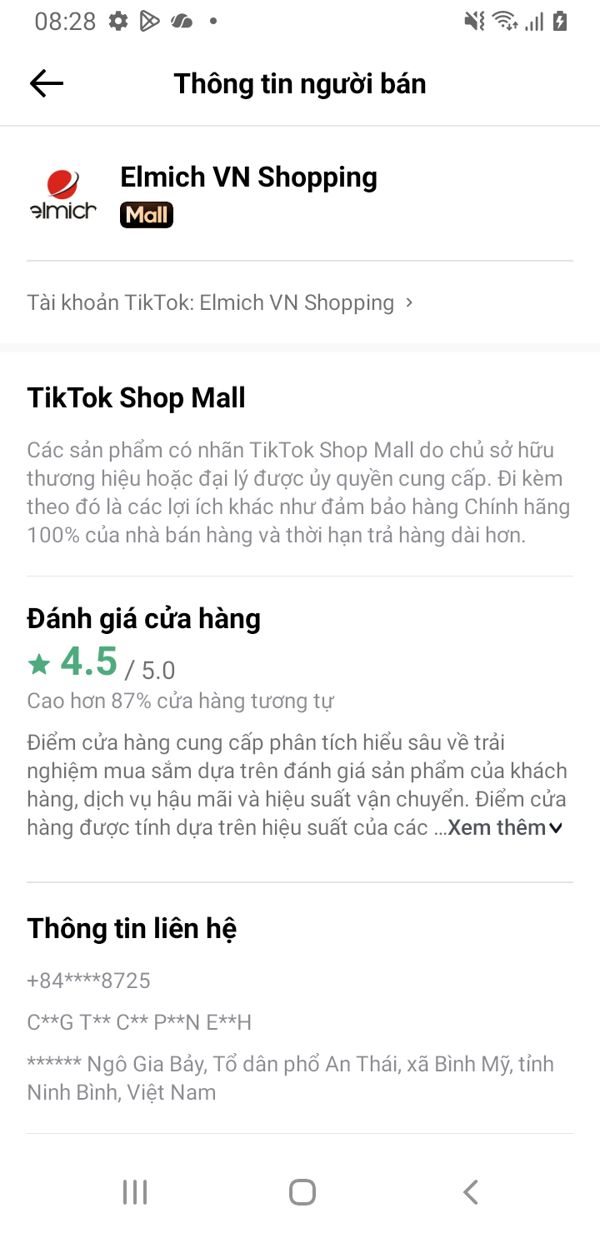 08:28
Thông tin người bán
elmich
Elmich VN Shopping
Mall
Tài khoản TikTok: Elmich VN Shopping
TikTok Shop Mall
Các sản phẩm có nhãn TikTok Shop Mall do chủ sở hữu
thương hiệu hoặc đại lý được ủy quyền cung cấp. Đi kèm
theo đó là các lợi ích khác như đảm bảo hàng Chính hãng
100% của nhà bán hàng và thời hạn trả hàng dài hơn.
Đánh giá cửa hàng
4.5 / 5.0
Cao hơn 87% cửa hàng tương tự
Điểm cửa hàng cung cấp phân tích hiểu sâu về trải
nghiệm mua sắm dựa trên đánh giá sản phẩm của khách
hàng, dịch vụ hậu mãi và hiệu suất vận chuyển. Điểm cửa
hàng được tính dựa trên hiệu suất của các ...Xem thêm
Thông tin liên hệ
+84****8725
C**G T** C** P**N E**H
****** Ngô Gia Bảy, Tổ dân phố An Thái, xã Bình Mỹ, tỉnh
Ninh Bình, Việt Nam